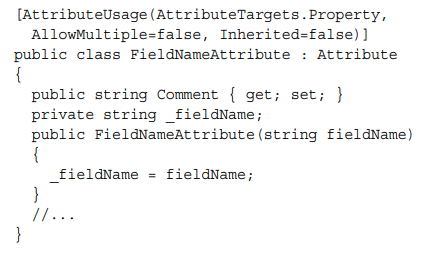 [AttributeUsage(AttributeTargets.Property,
AllowMultiple=false, Inherited=false)]
public class FieldNameAttribute : Attribute
{
public string Comment { get; set; }
private string _fieldName;
public FieldNameAttribute(string fieldName)
{
_fieldName = fieldName;
}
//...
}